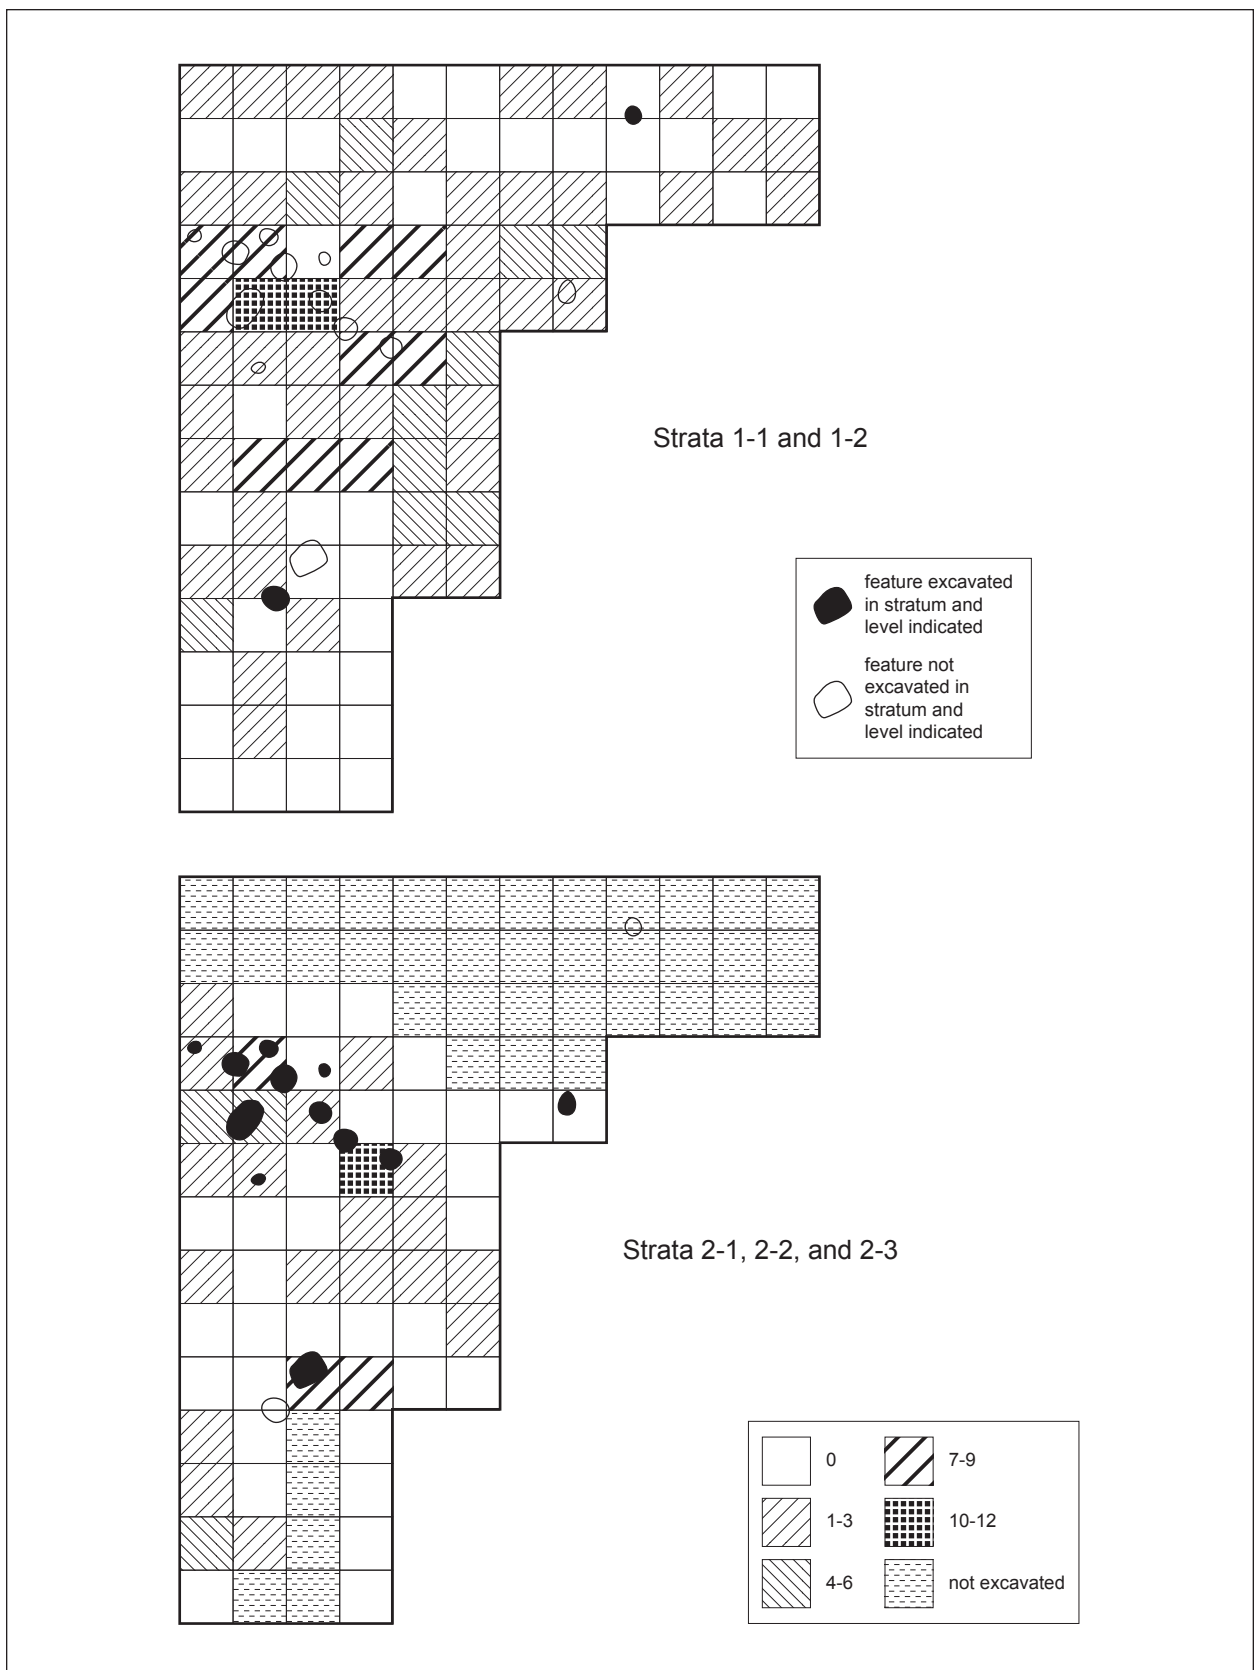 Strata 1-1 and 1-2
feature excavated
in stratum and
level indicated
feature not
excavated in
stratum and
level indicated
Strata 2-1, 2-2, and 2-3
0
7-9
1-3
10-12
4-6
not excavated